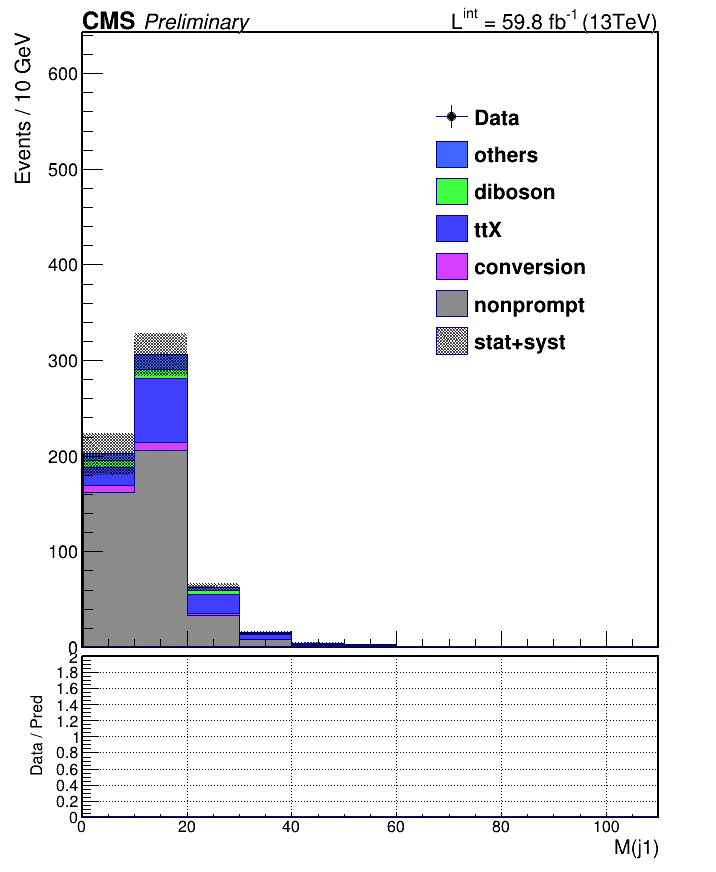 CMS Preliminary
L^int = 59.8 fb^-1 (13TeV)
Events / 10 GeV
600
500
400
300
200
100
0
Data
others
diboson
ttX
conversion
nonprompt
stat+syst
Data / Pred
2
1.8
1.6
1.4
1.2
1
0.8
0.6
0.4
0.2
0
0 20 40 60 80 100
M(j1)